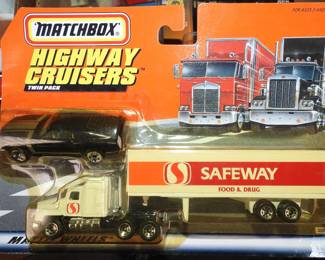 MATCHBOX
HIGHWAY
CRUISERS
TWIN PACK
SAFEWAY
FOOD & DRUG